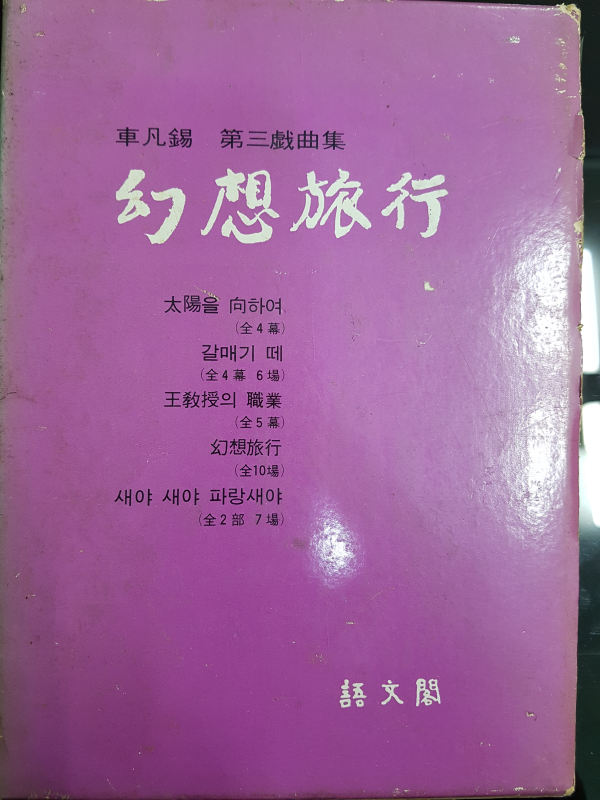 車凡錫 第三戱曲集
幻想旅行
太陽을 向하여
(全4幕)
갈매기 떼
(全4幕 6場)
王敎授의 職業
(全5幕)
幻想旅行
(全10場)
새야 새야 파랑새야
(全2部 7場)
語文閣